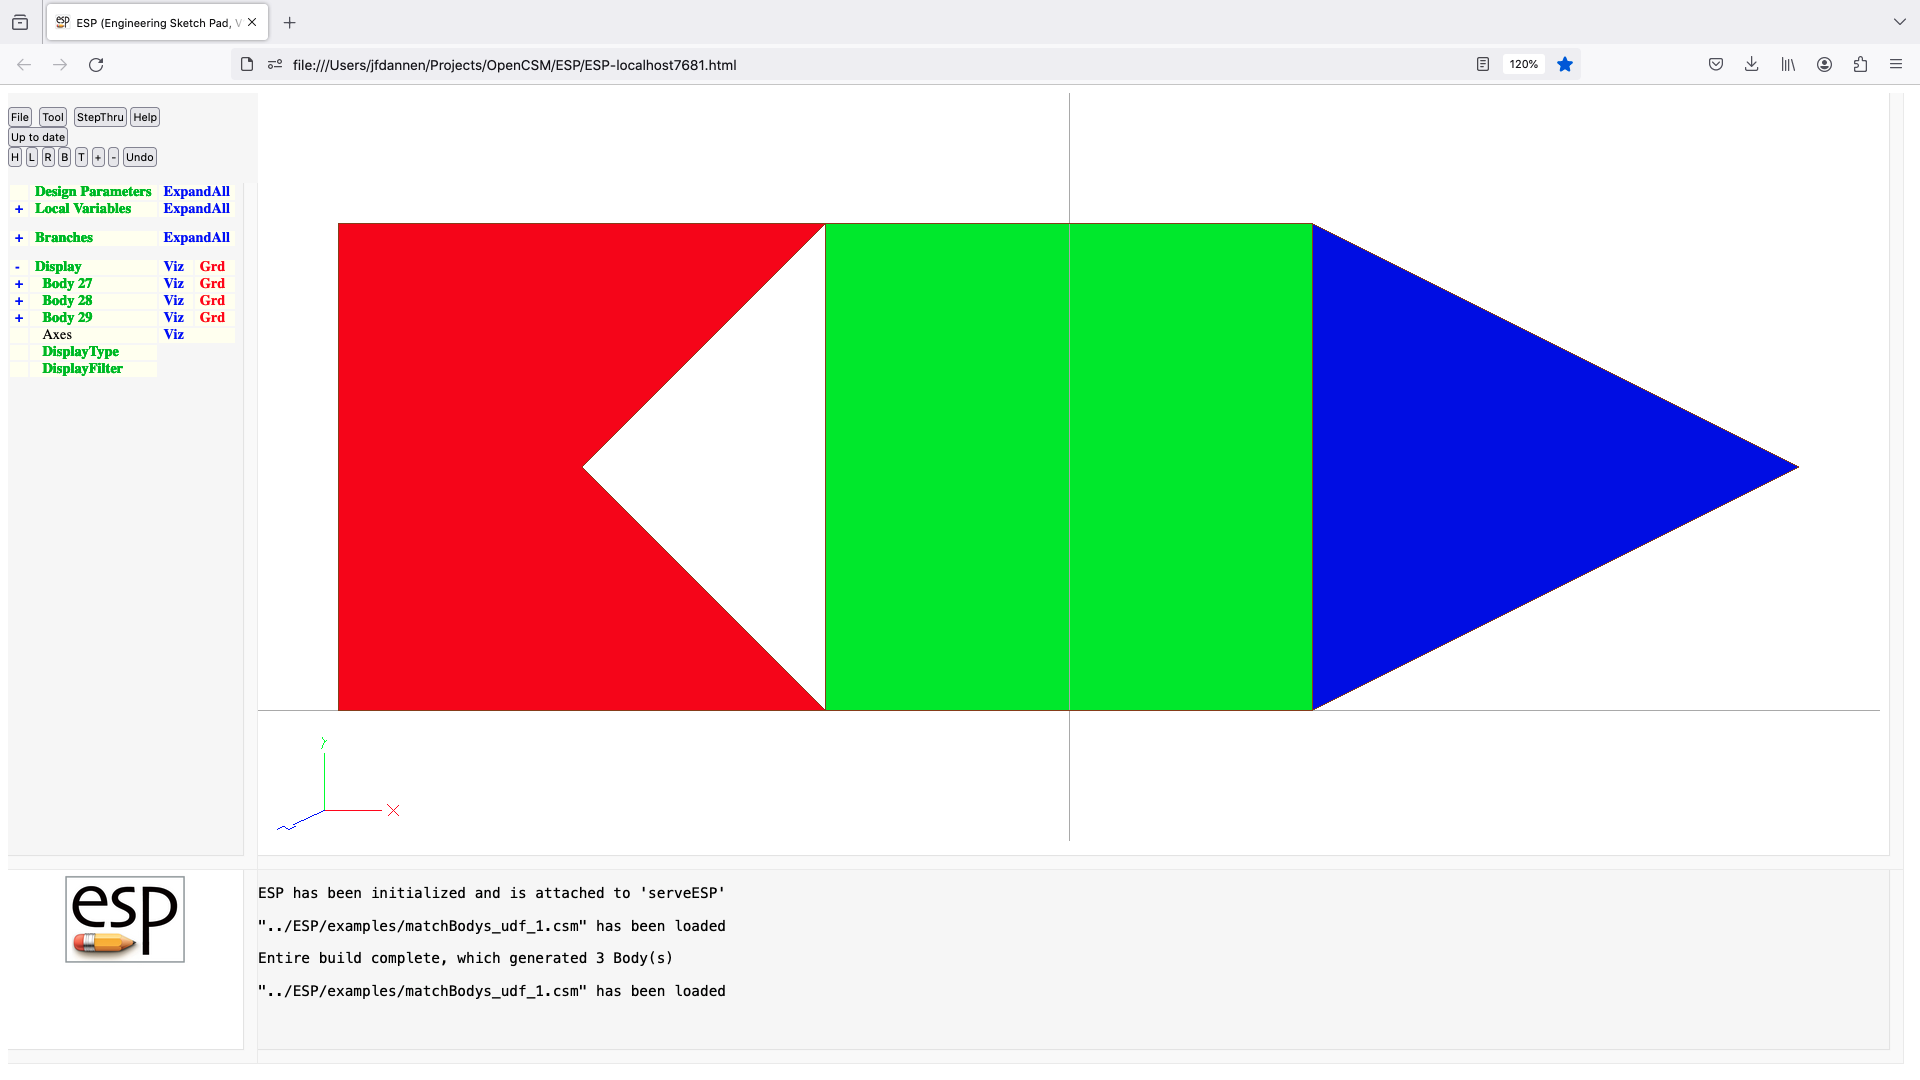 ESP (Engineering Sketch Pad, V
file:///Users/jfdannen/Projects/OpenCSM/ESP/ESP-localhost7681.html
120%
File Tool StepThru Help
Up to date
H L R B T + - Undo
Design Parameters ExpandAll
+ Local Variables ExpandAll
+ Branches ExpandAll
- Display Viz Grd
+ Body 27 Viz Grd
+ Body 28 Viz Grd
+ Body 29 Viz Grd
Axes Viz
DisplayType
DisplayFilter
Y
X
Z
esp
ESP has been initialized and is attached to 'serveESP'
"../ESP/examples/matchBodys_udf_1.csm" has been loaded
Entire build complete, which generated 3 Body(s)
"../ESP/examples/matchBodys_udf_1.csm" has been loaded